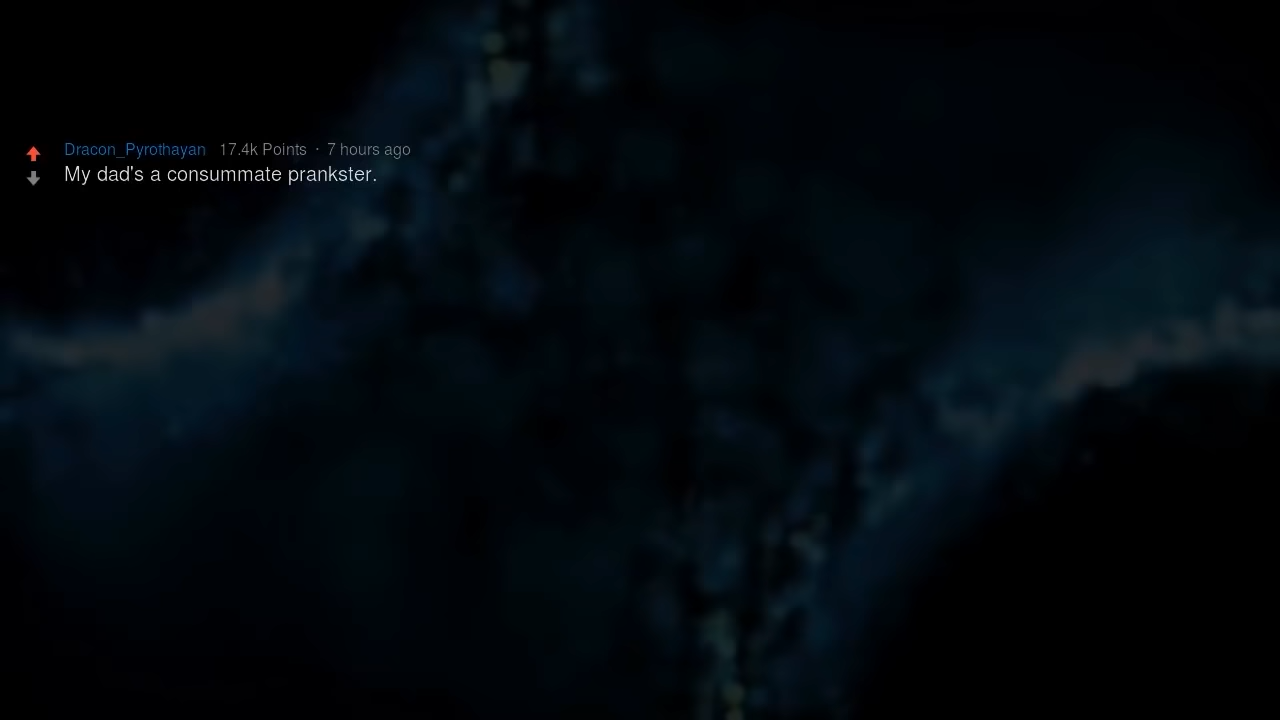 Dracon_Pyrothayan 17.4k Points · 7 hours ago
My dad's a consummate prankster.